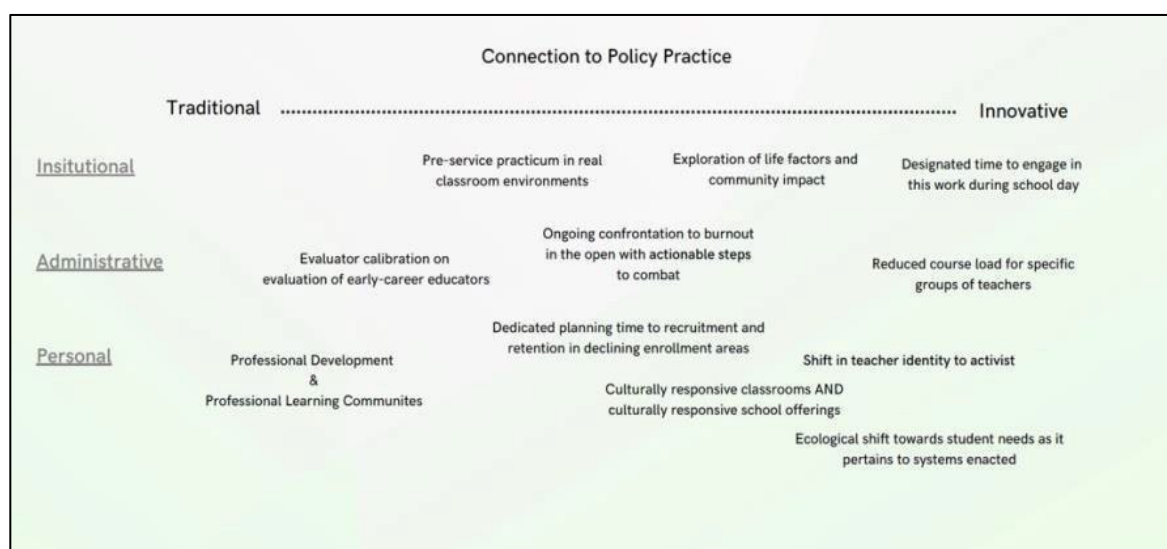 Connection to Policy Practice
Traditional
Innovative
Insitutional
Pre-service practicum in real
classroom environments
Exploration of life factors and
community impact
Designated time to engage in
this work during school day
Administrative
Evaluator calibration on
evaluation of early-career educators
Ongoing confrontation to burnout
in the open with actionable steps
to combat
Reduced course load for specific
groups of teachers
Personal
Professional Development
&
Professional Learning Communites
Dedicated planning time to recruitment and
retention in declining enrollment areas
Shift in teacher identity to activist
Culturally responsive classrooms AND
culturally responsive school offerings
Ecological shift towards student needs as it
pertains to systems enacted